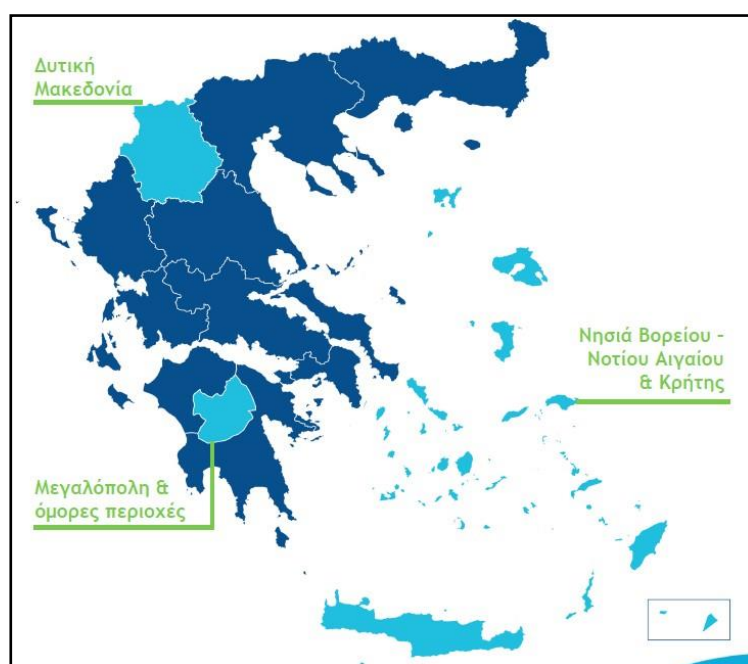 Δυτική
Μακεδονία
Νησιά Βορείου -
Νοτίου Αιγαίου
& Κρήτης
Μεγαλόπολη &
όμορες περιοχές